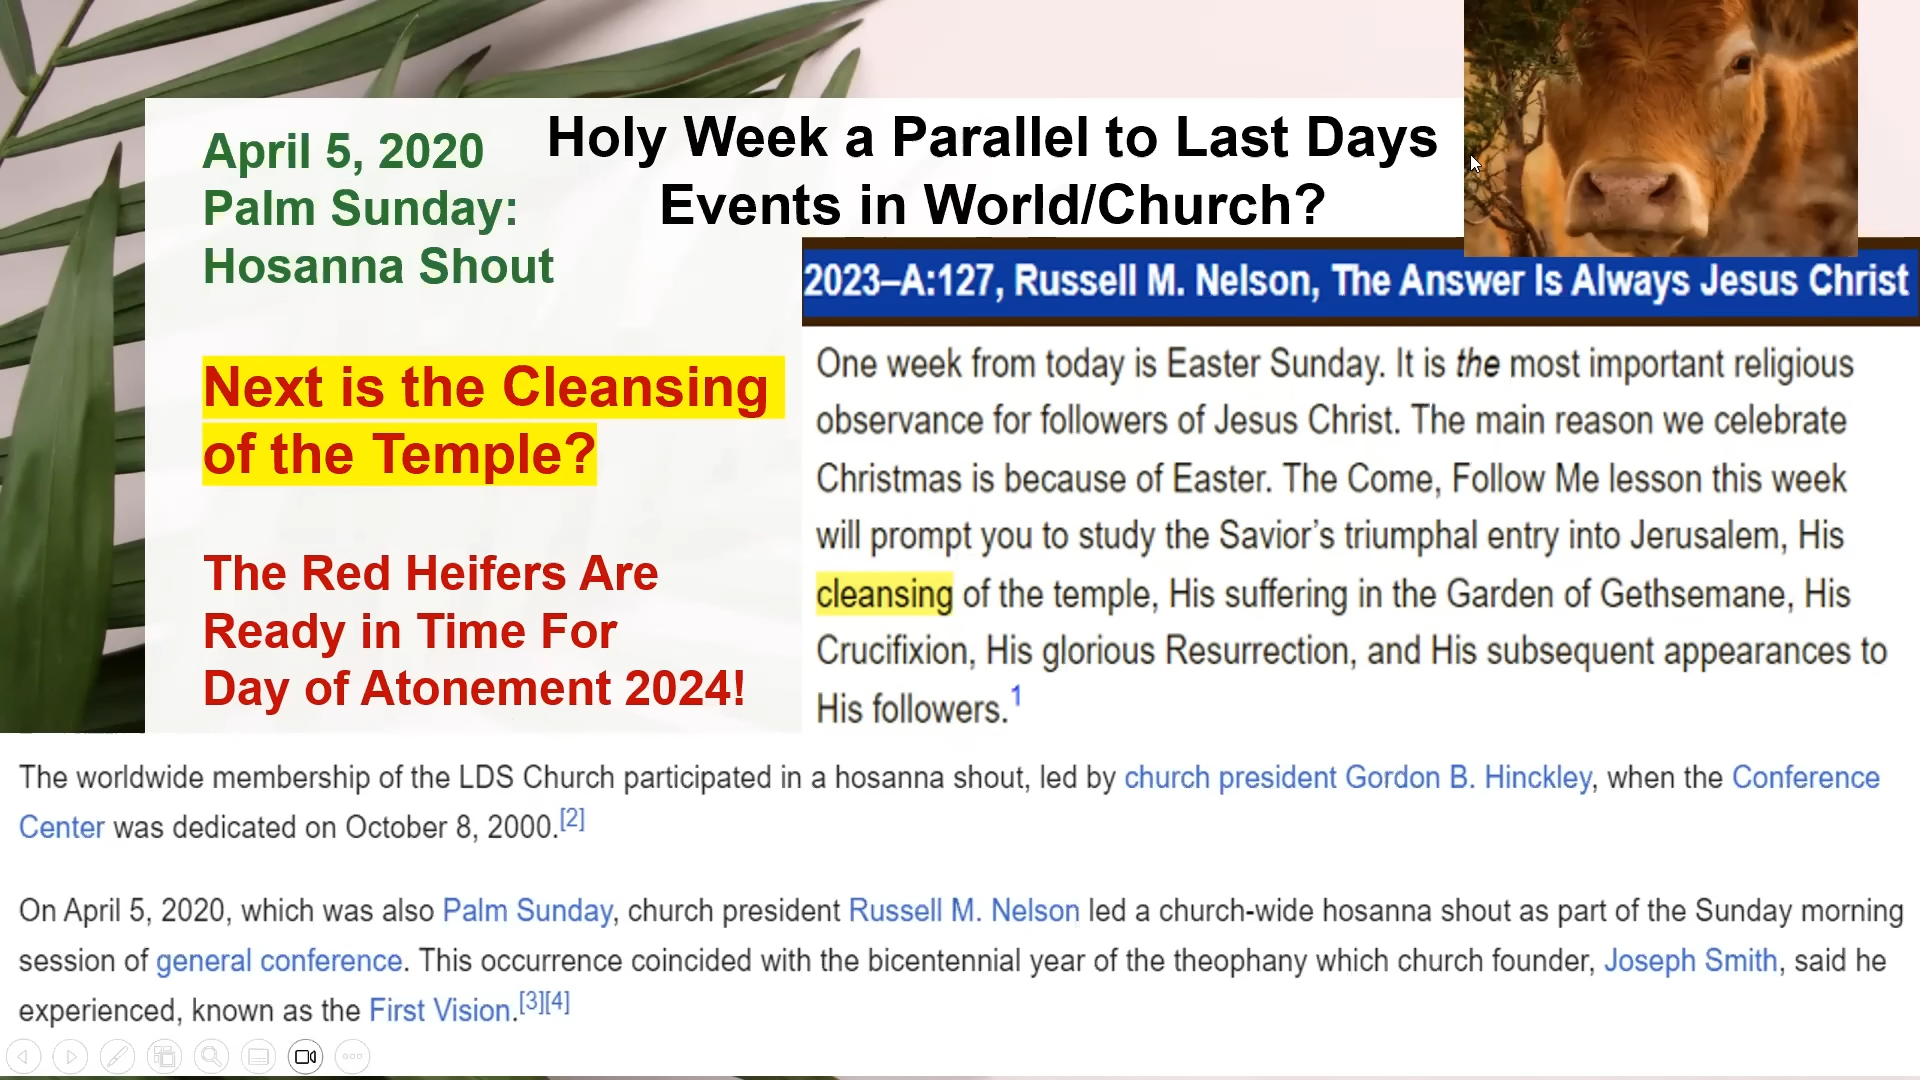 April 5, 2020
Palm Sunday:
Hosanna Shout
Holy Week a Parallel to Last Days
Events in World/Church?
Next is the Cleansing
of the Temple?
The Red Heifers Are
Ready in Time For
Day of Atonement 2024!
2023–A:127, Russell M. Nelson, The Answer Is Always Jesus Christ
One week from today is Easter Sunday. It is the most important religious
observance for followers of Jesus Christ. The main reason we celebrate
Christmas is because of Easter. The Come, Follow Me lesson this week
will prompt you to study the Savior’s triumphal entry into Jerusalem, His
cleansing of the temple, His suffering in the Garden of Gethsemane, His
Crucifixion, His glorious Resurrection, and His subsequent appearances to
His followers.1
The worldwide membership of the LDS Church participated in a hosanna shout, led by church president Gordon B. Hinckley, when the Conference
Center was dedicated on October 8, 2000.[2]
On April 5, 2020, which was also Palm Sunday, church president Russell M. Nelson led a church-wide hosanna shout as part of the Sunday morning
session of general conference. This occurrence coincided with the bicentennial year of the theophany which church founder, Joseph Smith, said he
experienced, known as the First Vision.[3][4]